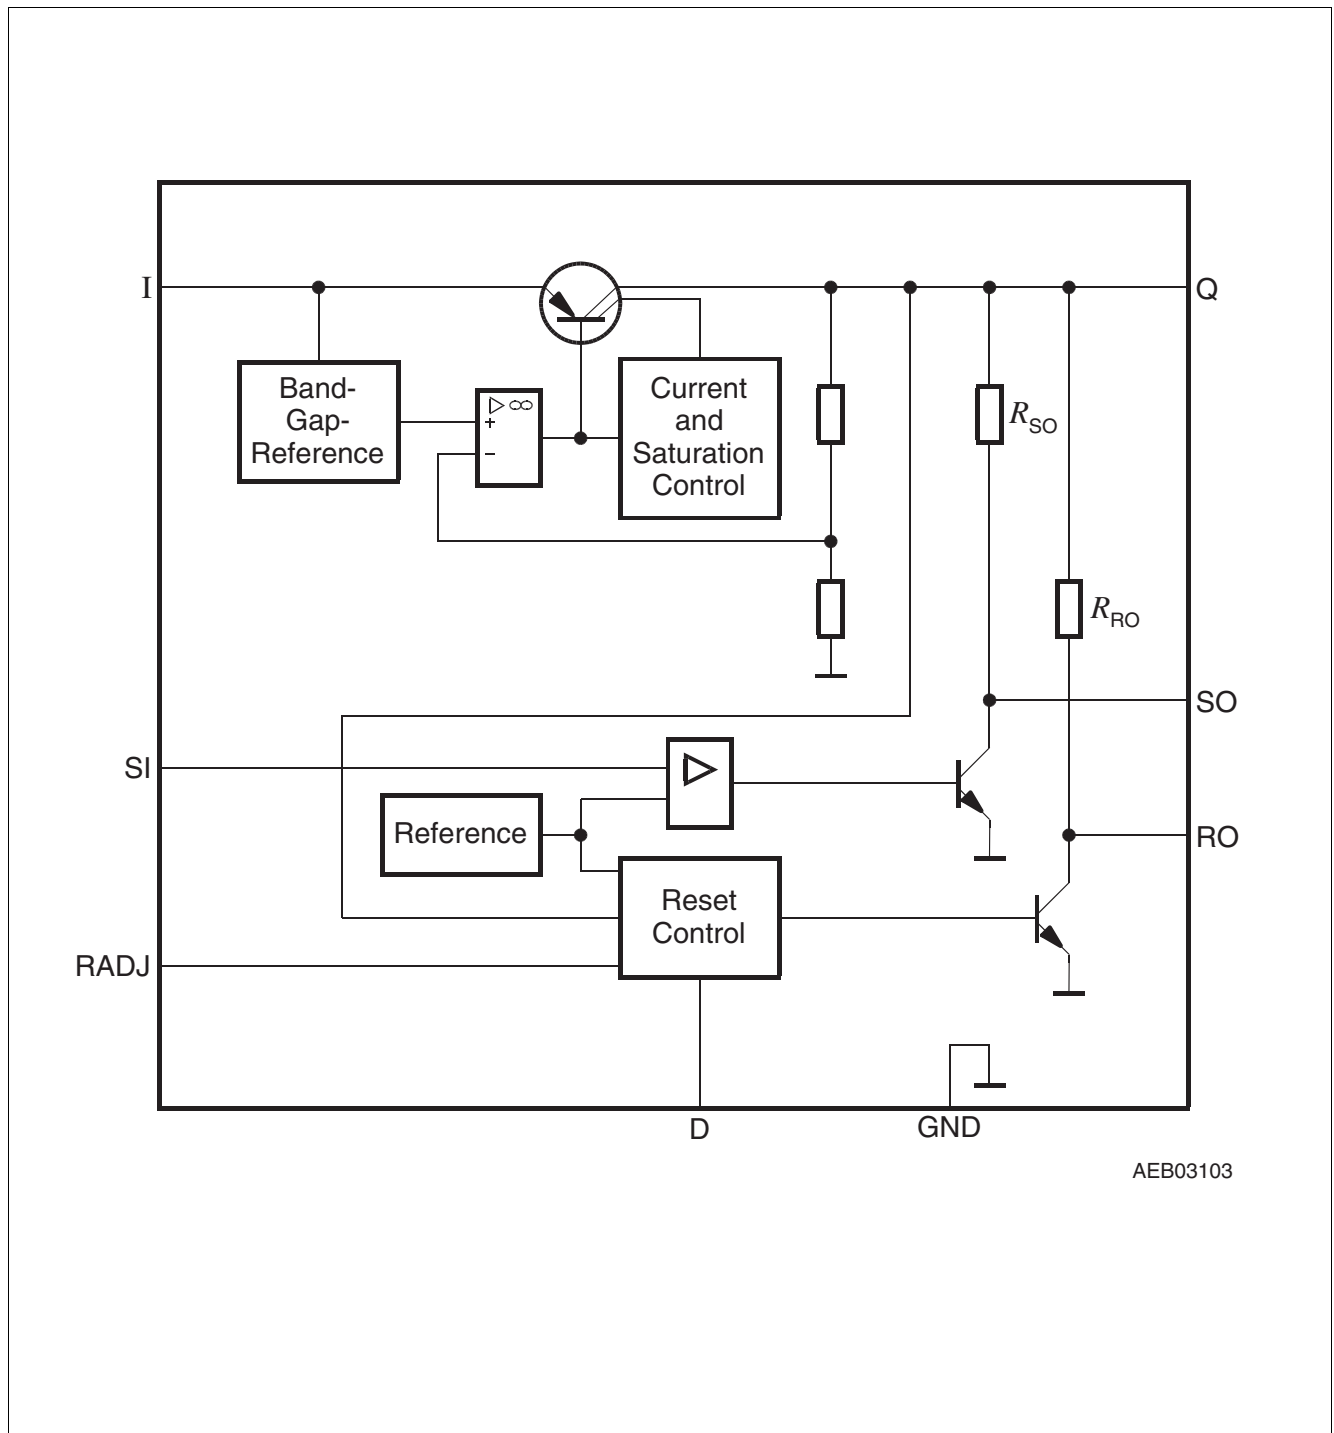 I
Q
Band-
Gap-
Reference
▷ ∞
+
−
Current
and
Saturation
Control
RSO
RRO
SO
SI
Reference
RO
Reset
Control
RADJ
D
GND
AEB03103